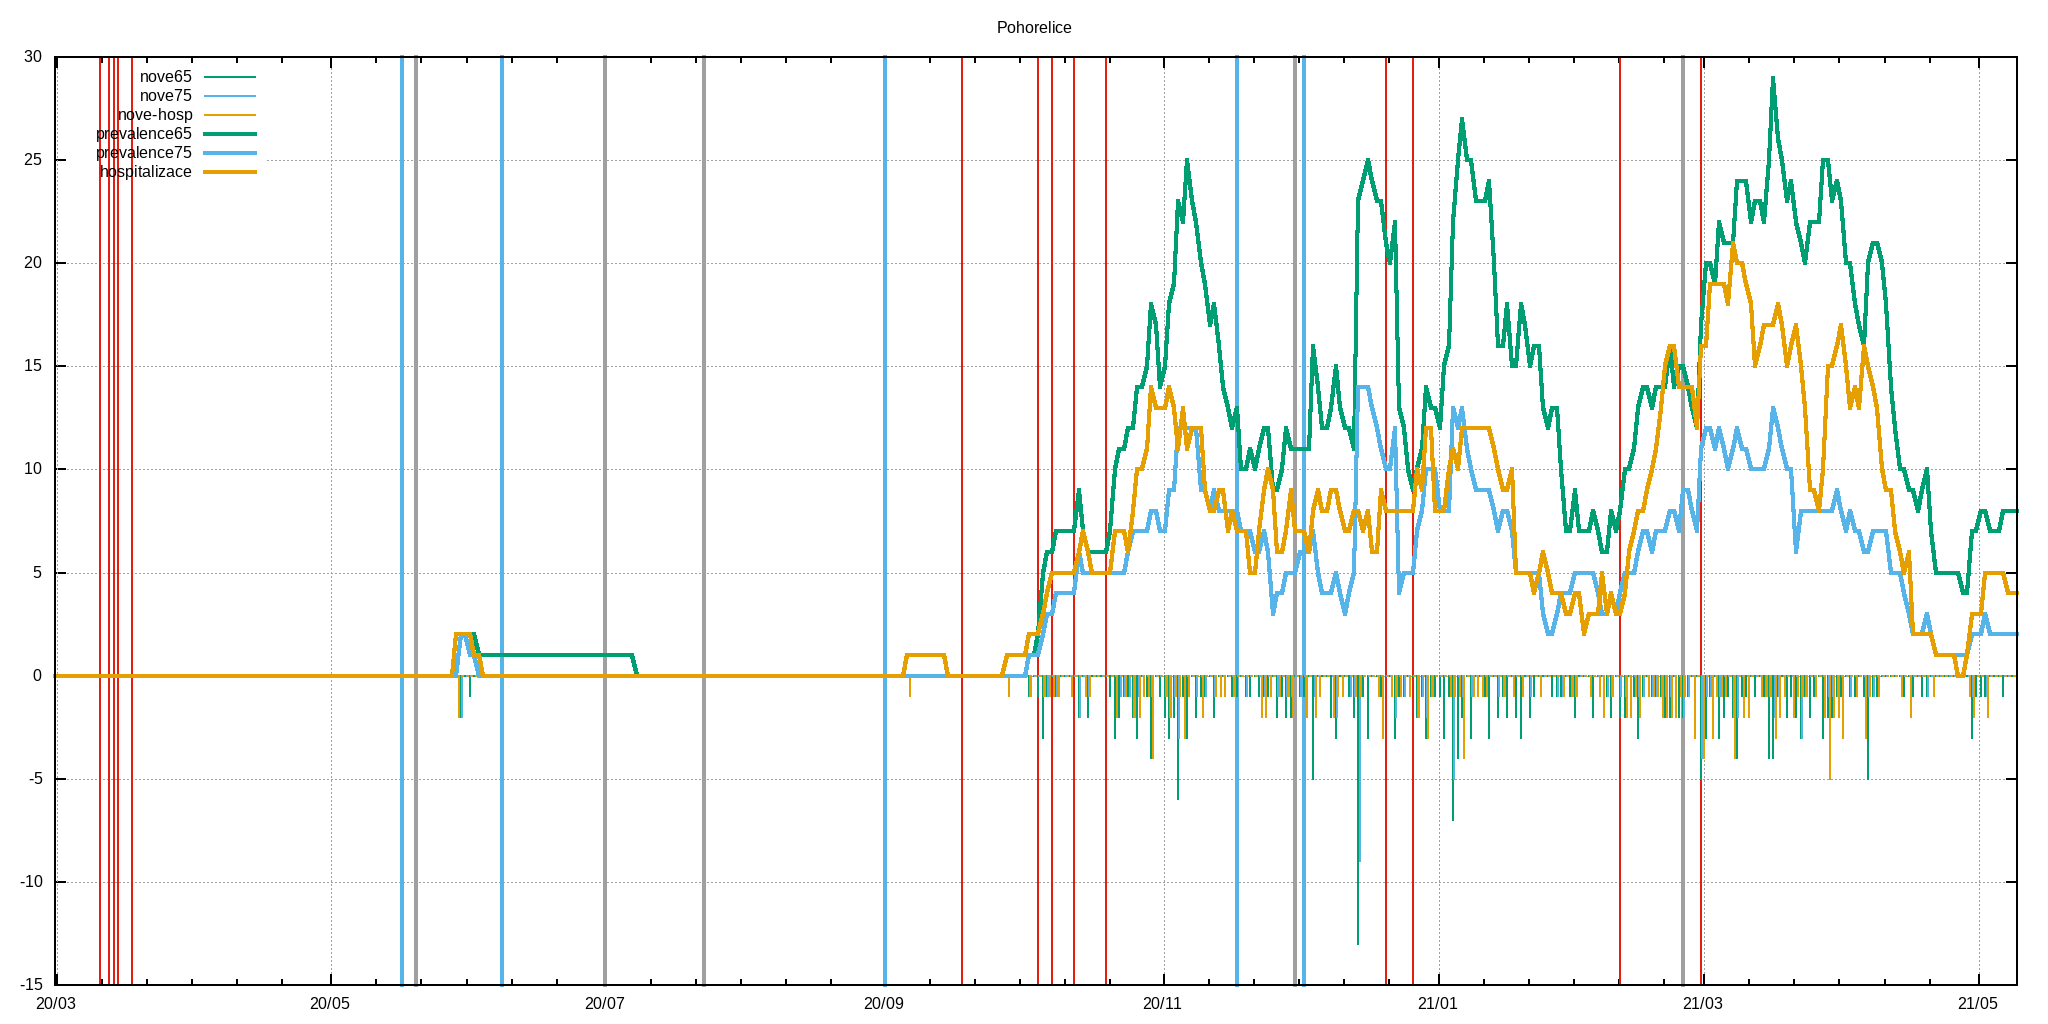 Pohorelice
30
25
20
15
10
5
0
-5
-10
-15
nove65
nove75
nove-hosp
prevalence65
prevalence75
hospitalizace
20/03 20/05 20/07 20/09 20/11 21/01 21/03 21/05